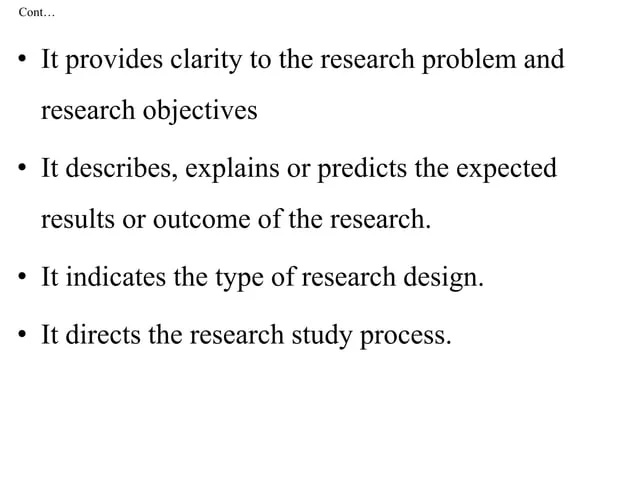 Cont…
• It provides clarity to the research problem and
research objectives
• It describes, explains or predicts the expected
results or outcome of the research.
• It indicates the type of research design.
• It directs the research study process.